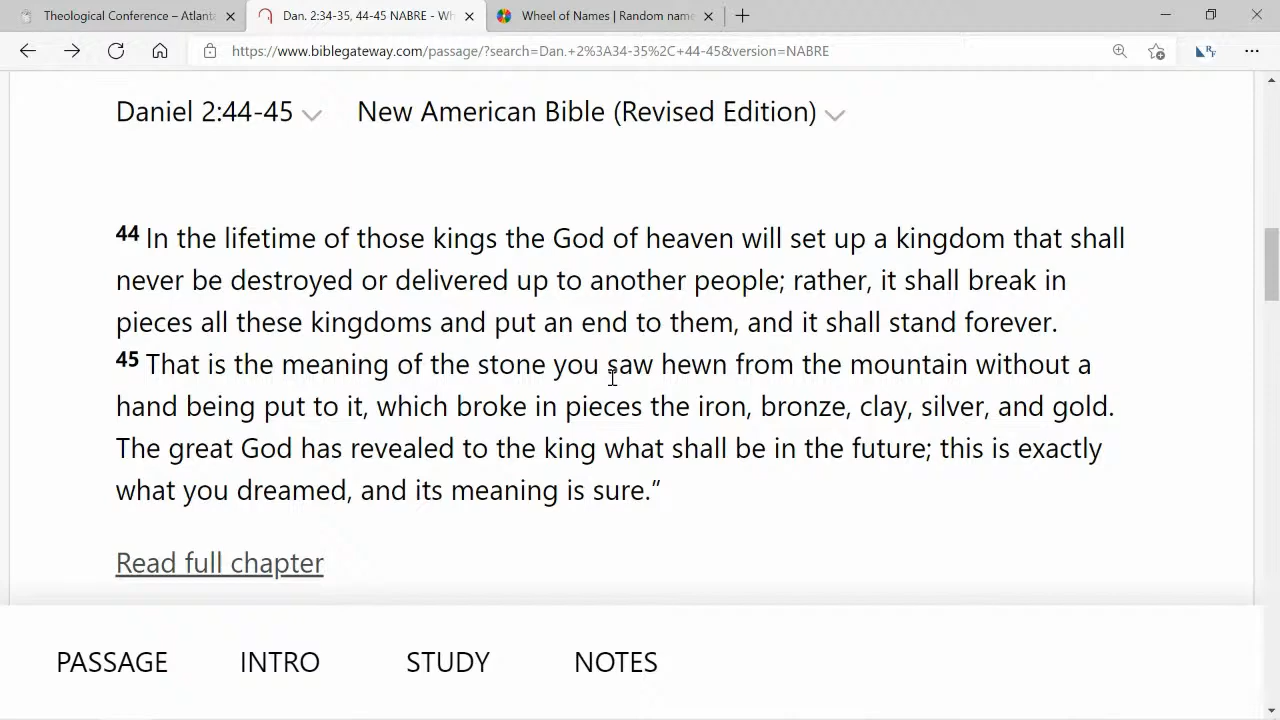 Theological Conference – Atlanta
Dan. 2:34-35, 44-45 NABRE - Wh
Wheel of Names | Random name
https://www.biblegateway.com/passage/?search=Dan.+2%3A34-35%2C+44-45&version=NABRE
Daniel 2:44-45 New American Bible (Revised Edition)
44 In the lifetime of those kings the God of heaven will set up a kingdom that shall
never be destroyed or delivered up to another people; rather, it shall break in
pieces all these kingdoms and put an end to them, and it shall stand forever.
45 That is the meaning of the stone you saw hewn from the mountain without a
hand being put to it, which broke in pieces the iron, bronze, clay, silver, and gold.
The great God has revealed to the king what shall be in the future; this is exactly
what you dreamed, and its meaning is sure.”
Read full chapter
PASSAGE INTRO STUDY NOTES